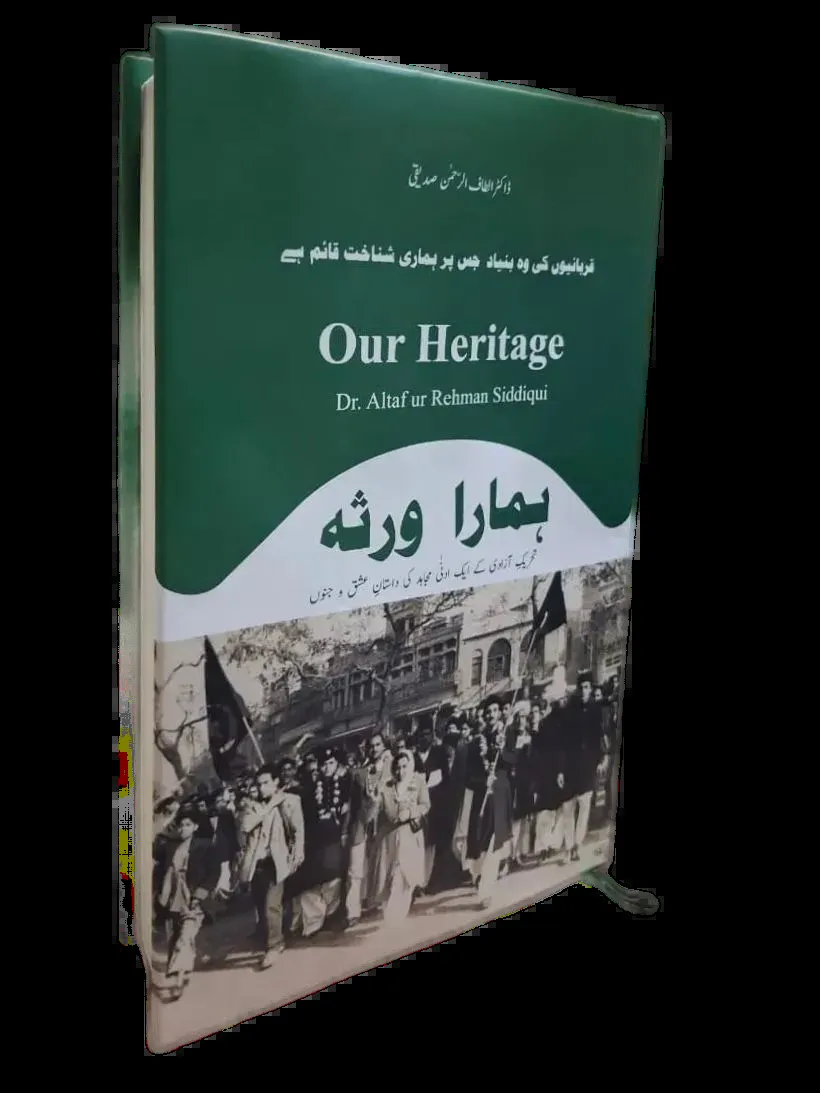 ڈاکٹر الطاف الرحمٰن صدیقی
قربانیوں کی وہ بنیاد جس پر ہماری شناخت قائم ہے
Our Heritage
Dr. Altaf ur Rehman Siddiqui
ہمارا ورثہ
تحریکِ آزادی کے ایک ادنیٰ مجاہد کی داستانِ عشق و جنوں